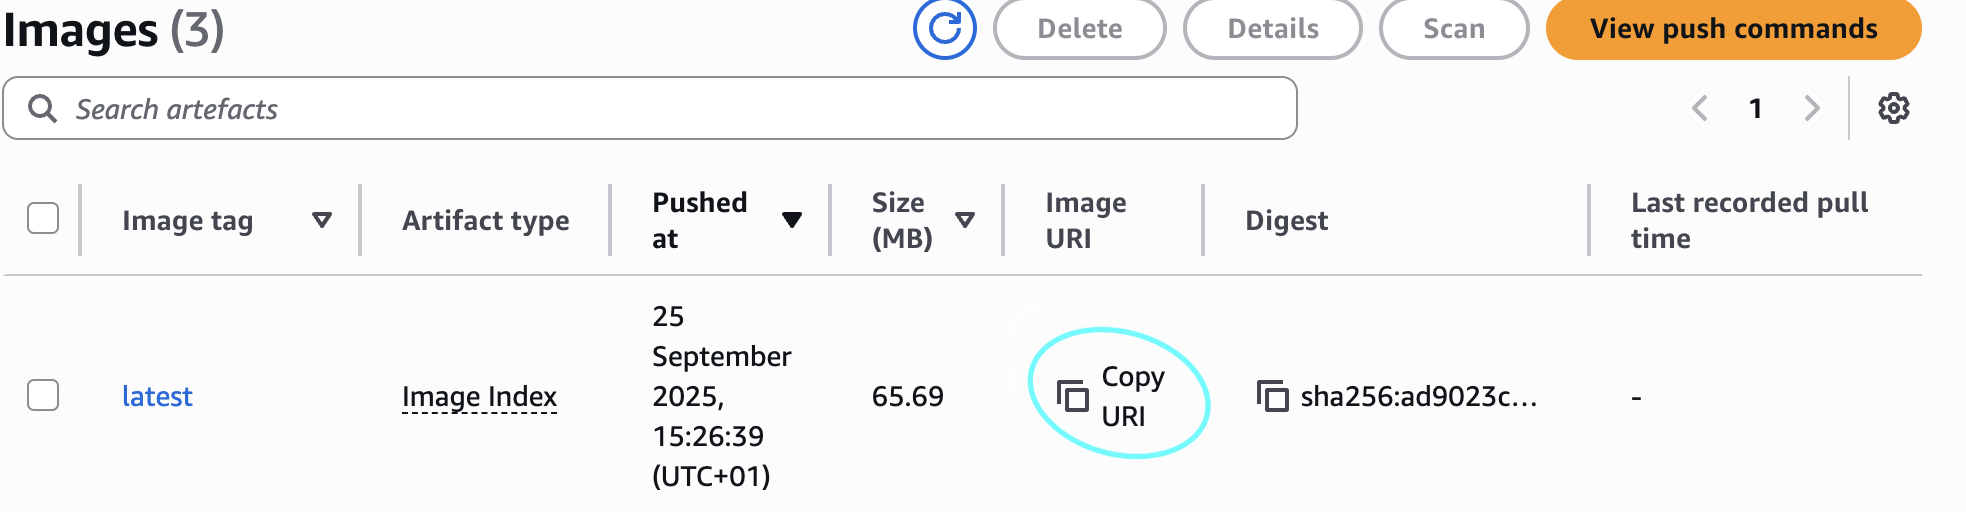 Images (3)
Delete
Details
Scan
View push commands
Search artefacts
1
Image tag
Artifact type
Pushed
at
Size
(MB)
Image
URI
Digest
Last recorded pull
time
latest
Image Index
25
September
2025,
15:26:39
(UTC+01)
65.69
Copy
URI
sha256:ad9023c...
-